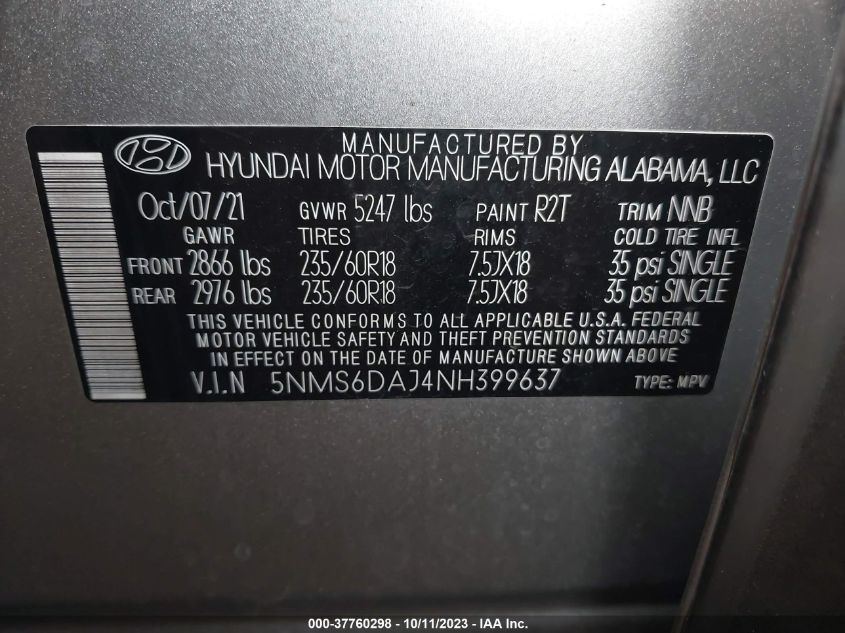 MANUFACTURED BY
HYUNDAI MOTOR MANUFACTURING ALABAMA, LLC
Oct/07/21 GVWR 5247 lbs PAINT R2T TRIM NNB
GAWR TIRES RIMS COLD TIRE INFL
FRONT 2866 lbs 235/60R18 7.5JX18 35 psi SINGLE
REAR 2976 lbs 235/60R18 7.5JX18 35 psi SINGLE
THIS VEHICLE CONFORMS TO ALL APPLICABLE U.S.A. FEDERAL
MOTOR VEHICLE SAFETY AND THEFT PREVENTION STANDARDS
IN EFFECT ON THE DATE OF MANUFACTURE SHOWN ABOVE
V.I.N 5NMS6DAJ4NH399637 TYPE: MPV
000-37760298 - 10/11/2023 - IAA Inc.